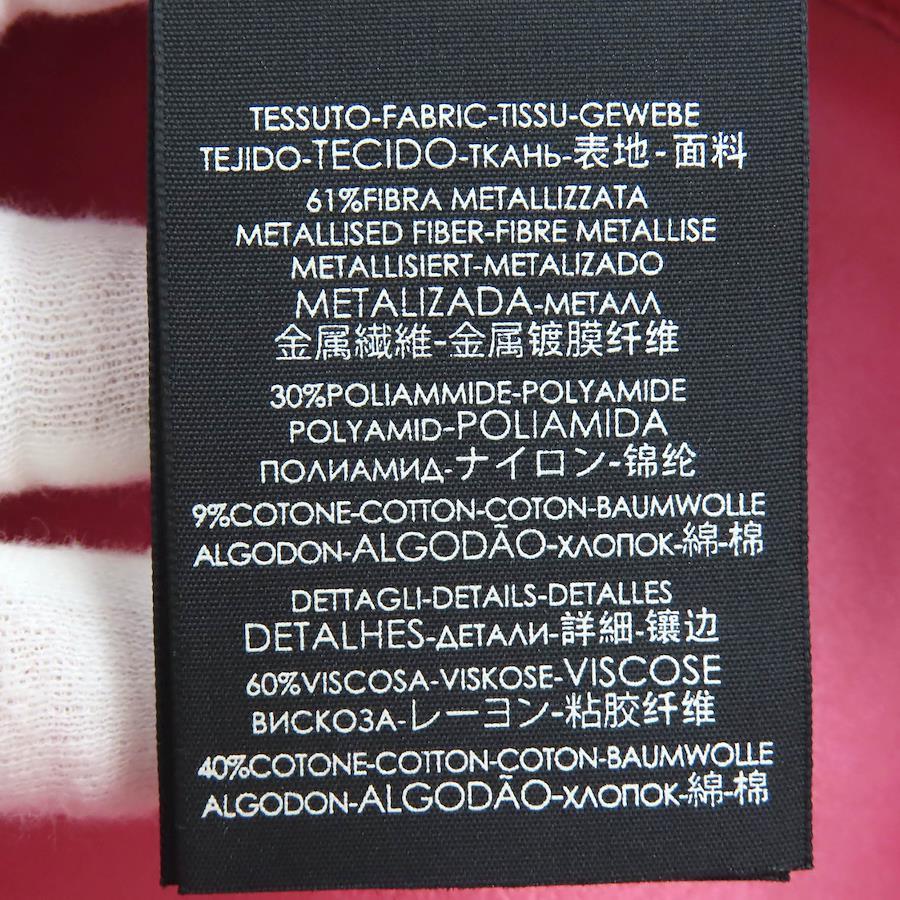 TESSUTO-FABRIC-TISSU-GEWEBE
TEJIDO-TECIDO-ТКАНЬ-表地-面料
61%FIBRA METALLIZZATA
METALLISED FIBER-FIBRE METALLISE
METALLISIERT-METALIZADO
METALIZADA-МЕТАЛЛ
金属繊維-金属镀膜纤维
30%POLIAMMIDE-POLYAMIDE
POLYAMID-POLIAMIDA
ПОЛИАМИД-ナイロン-锦纶
9%COTONE-COTTON-COTON-BAUMWOLLE
ALGODON-ALGODÃO-ХЛОПОК-綿-棉
DETTAGLI-DETAILS-DETALLES
DETALHES-ДЕТАЛИ-詳細-镶边
60%VISCOSA-VISKOSE-VISCOSE
ВИСКОЗА-レーヨン-粘胶纤维
40%COTONE-COTTON-COTON-BAUMWOLLE
ALGODON-ALGODÃO-ХЛОПОК-綿-棉